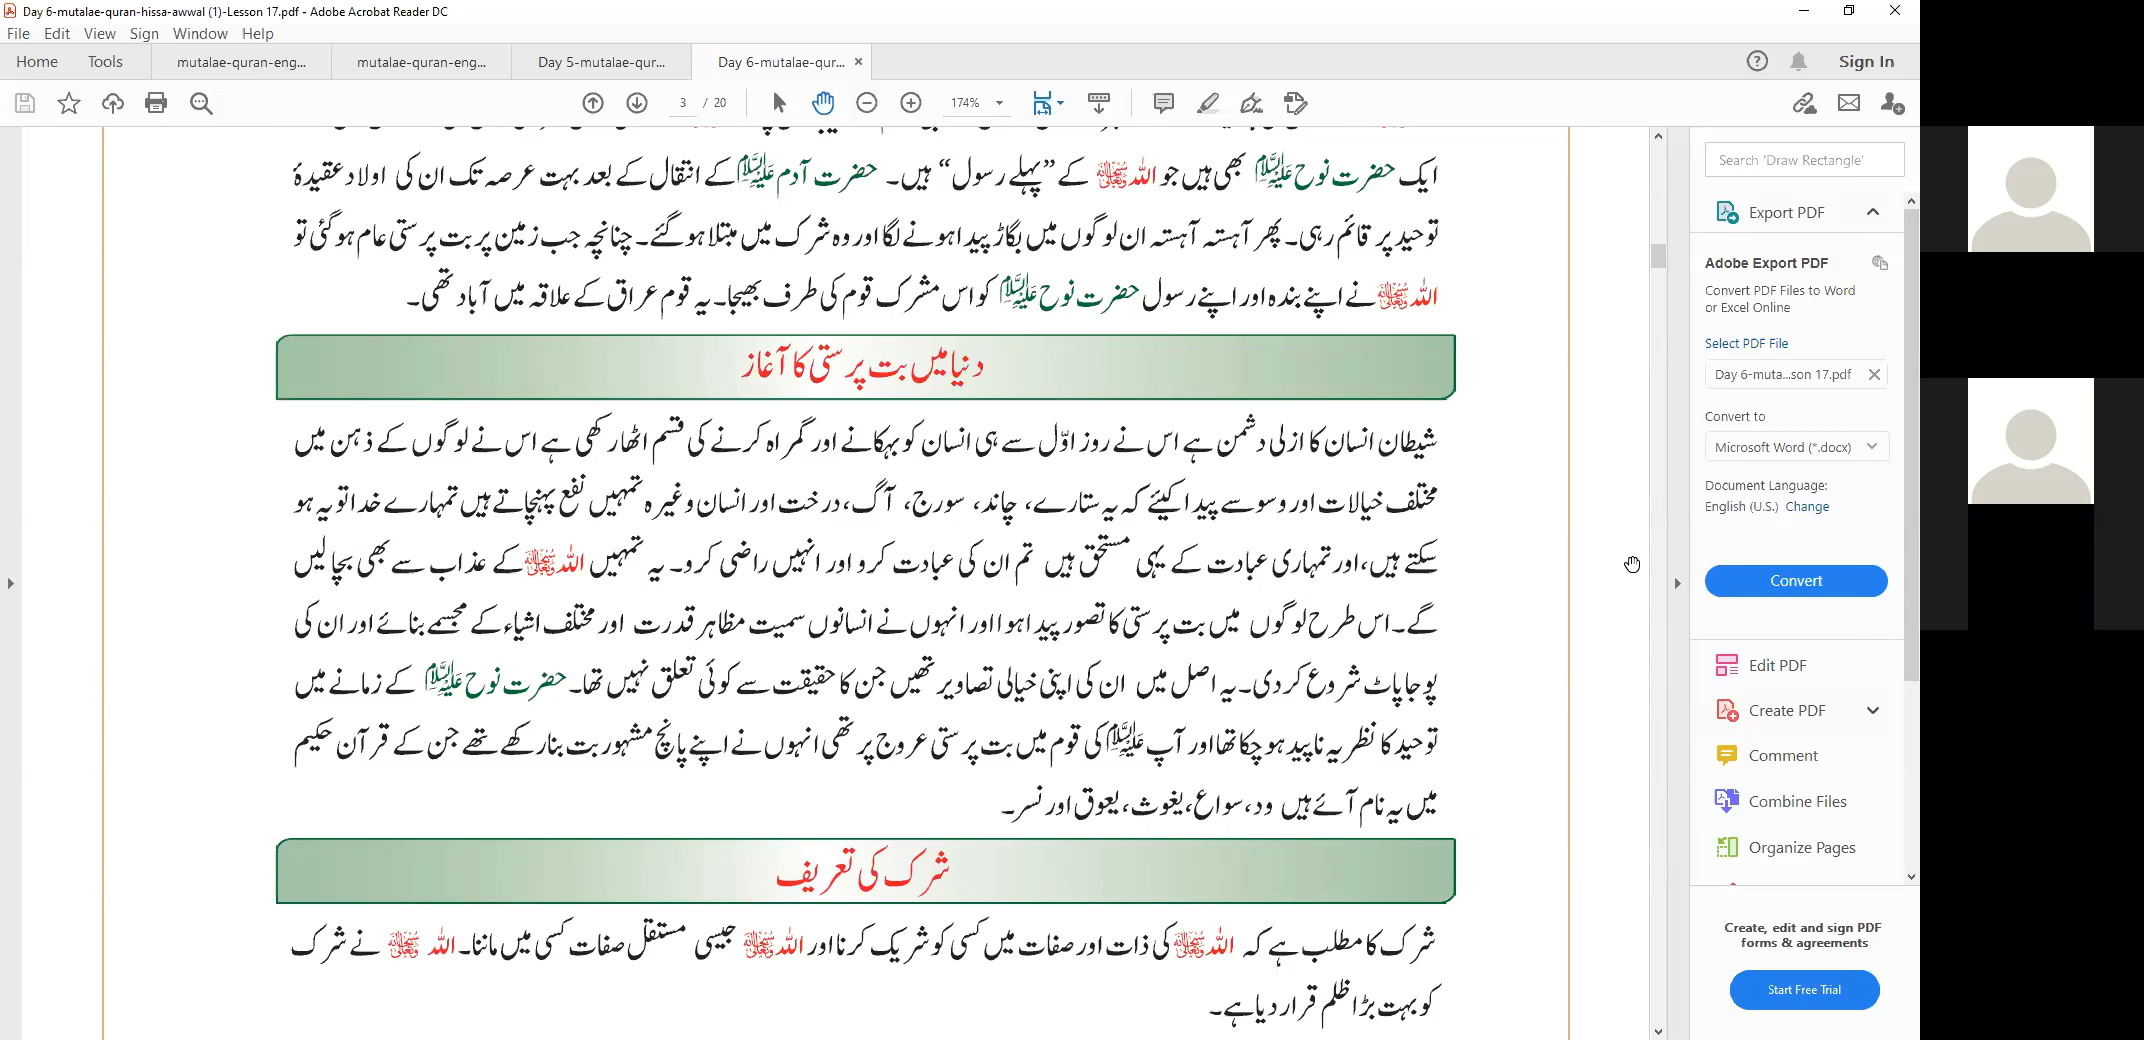 Day 6-mutalae-quran-hissa-awwal (1)-Lesson 17.pdf - Adobe Acrobat Reader DC
File Edit View Sign Window Help
Home Tools mutalae-quran-eng... mutalae-quran-eng... Day 5-mutalae-qur... Day 6-mutalae-qur... × Sign In
3 / 20 174%
ایک حضرت نوح علیہ السلام بھی ہیں جو اللہ ﷻ کے ”پہلے رسول“ ہیں۔ حضرت آدم علیہ السلام کے انتقال کے بعد بہت عرصہ تک ان کی اولاد عقیدۂ
توحید پر قائم رہی۔ پھر آہستہ آہستہ ان لوگوں میں بگاڑ پیدا ہونے لگا اور وہ شرک میں مبتلا ہو گئے۔ چنانچہ جب زمین پر بت پرستی عام ہو گئی تو
اللہ ﷻ نے اپنے بندہ اور اپنے رسول حضرت نوح علیہ السلام کو اس مشرک قوم کی طرف بھیجا۔ یہ قوم عراق کے علاقہ میں آباد تھی۔
دنیا میں بت پرستی کا آغاز
شیطان انسان کا ازلی دشمن ہے اس نے روز اوّل سے ہی انسان کو بہکانے اور گمراہ کرنے کی قسم اٹھا رکھی ہے اس نے لوگوں کے ذہن میں
مختلف خیالات اور وسوسے پیدا کیئے کہ یہ ستارے، چاند، سورج، آگ، درخت اور انسان وغیرہ تمہیں نفع پہنچاتے ہیں تمہارے خدا تو یہ ہو
سکتے ہیں، اور تمہاری عبادت کے یہی مستحق ہیں تم ان کی عبادت کرو اور انہیں راضی کرو۔ یہ تمہیں اللہ ﷻ کے عذاب سے بھی بچا لیں
گے۔ اس طرح لوگوں میں بت پرستی کا تصور پیدا ہوا اور انہوں نے انسانوں سمیت مظاہر قدرت اور مختلف اشیاء کے مجسمے بنائے اور ان کی
پوجا پاٹ شروع کر دی۔ یہ اصل میں ان کی اپنی خیالی تصاویر تھیں جن کا حقیقت سے کوئی تعلق نہیں تھا۔ حضرت نوح علیہ السلام کے زمانے میں
توحید کا نظریہ ناپید ہو چکا تھا اور آپ علیہ السلام کی قوم میں بت پرستی عروج پر تھی انہوں نے اپنے پانچ مشہور بت بنا رکھے تھے جن کے قرآن حکیم
میں یہ نام آئے ہیں ود، سواع، یغوث، یعوق اور نسر۔
شرک کی تعریف
شرک کا مطلب ہے کہ اللہ ﷻ کی ذات اور صفات میں کسی کو شریک کرنا اور اللہ ﷻ جیسی مستقل صفات کسی میں ماننا۔ اللہ ﷻ نے شرک
کو بہت بڑا ظلم قرار دیا ہے۔
Search 'Draw Rectangle'
Export PDF
Adobe Export PDF
Convert PDF Files to Word
or Excel Online
Select PDF File
Day 6-muta...son 17.pdf
Convert to
Microsoft Word (*.docx)
Document Language:
English (U.S.) Change
Convert
Edit PDF
Create PDF
Comment
Combine Files
Organize Pages
Create, edit and sign PDF
forms & agreements
Start Free Trial